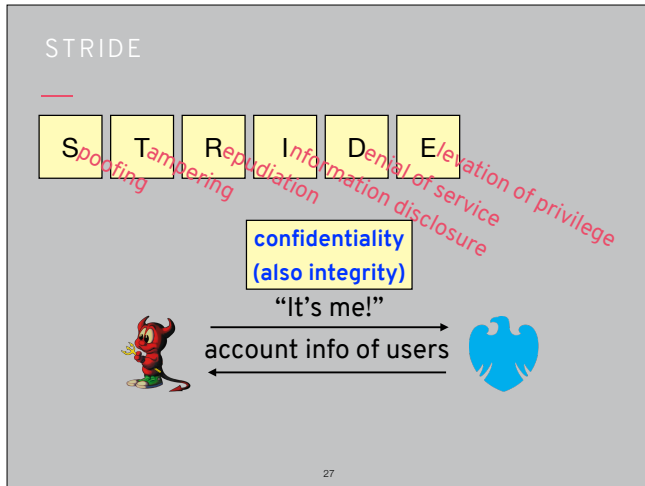 STRIDE
Spoofing
Tampering
Repudiation
Information disclosure
Denial of service
Elevation of privilege
confidentiality
(also integrity)
“It’s me!”
account info of users
27